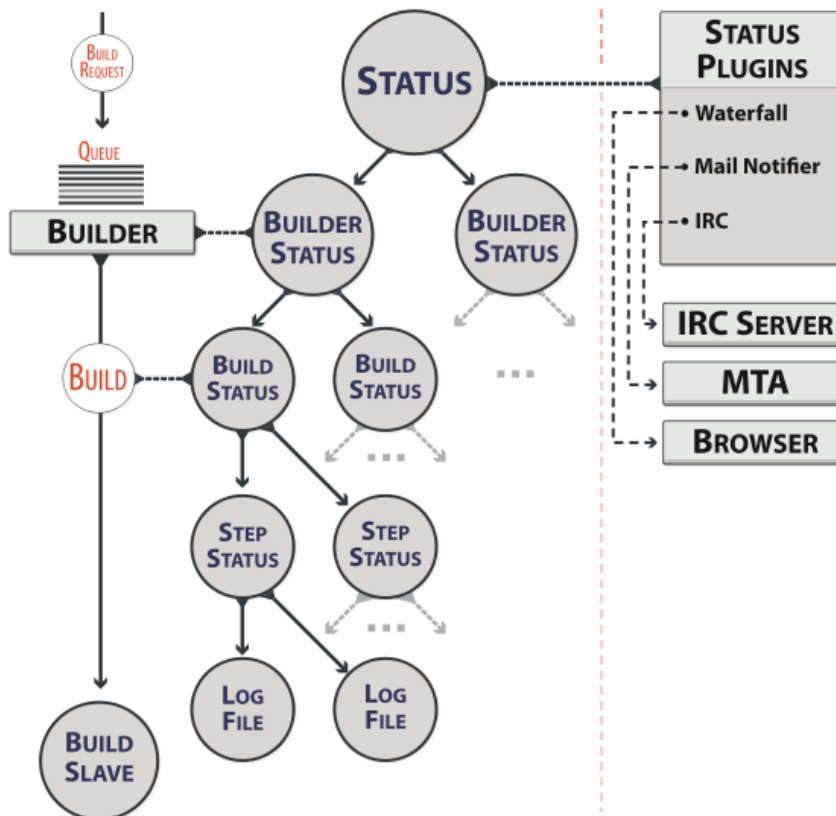 BUILD
REQUEST
QUEUE
BUILDER
BUILD
BUILD
SLAVE
STATUS
BUILDER
STATUS
BUILDER
STATUS
BUILD
STATUS
BUILD
STATUS
...
...
STEP
STATUS
STEP
STATUS
...
LOG
FILE
LOG
FILE
STATUS
PLUGINS
• Waterfall
• Mail Notifier
• IRC
IRC SERVER
MTA
BROWSER